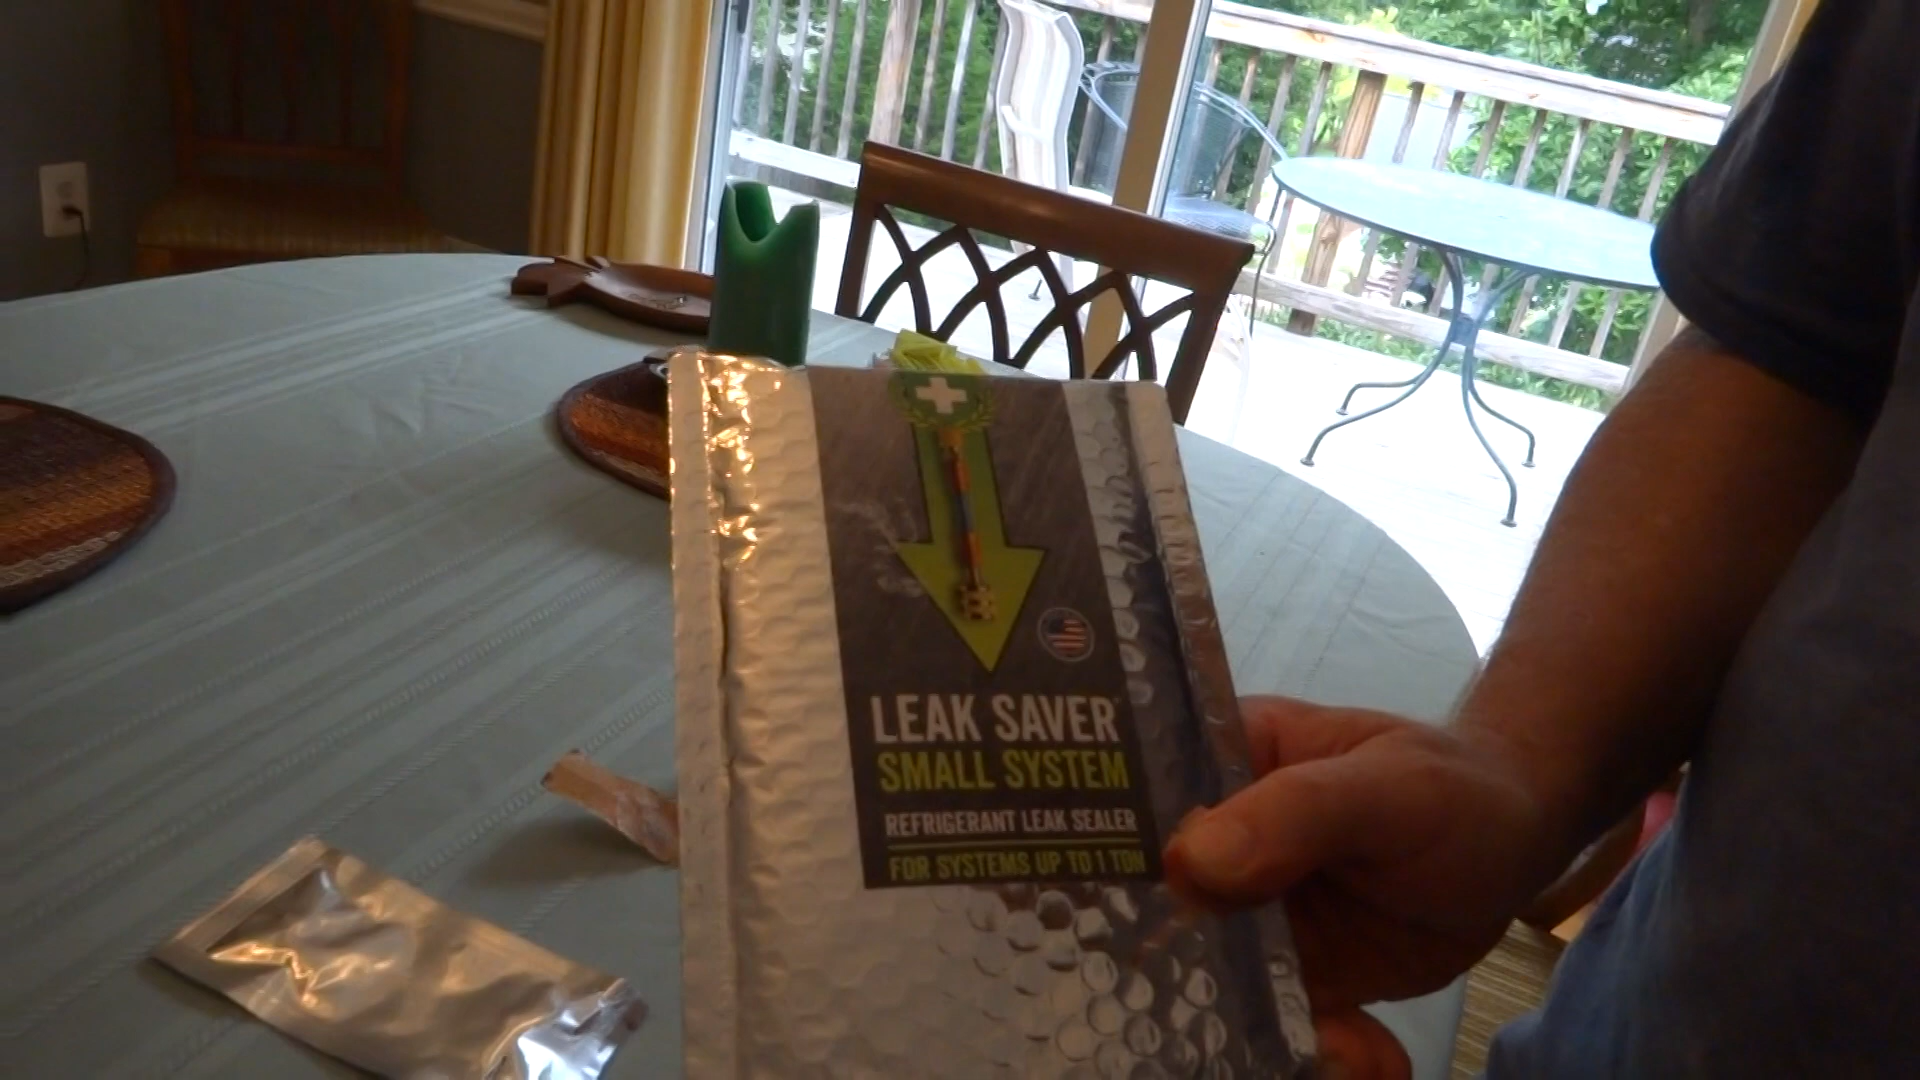 LEAK SAVER
SMALL SYSTEM
REFRIGERANT LEAK SEALER
FOR SYSTEMS UP TO 1 TON